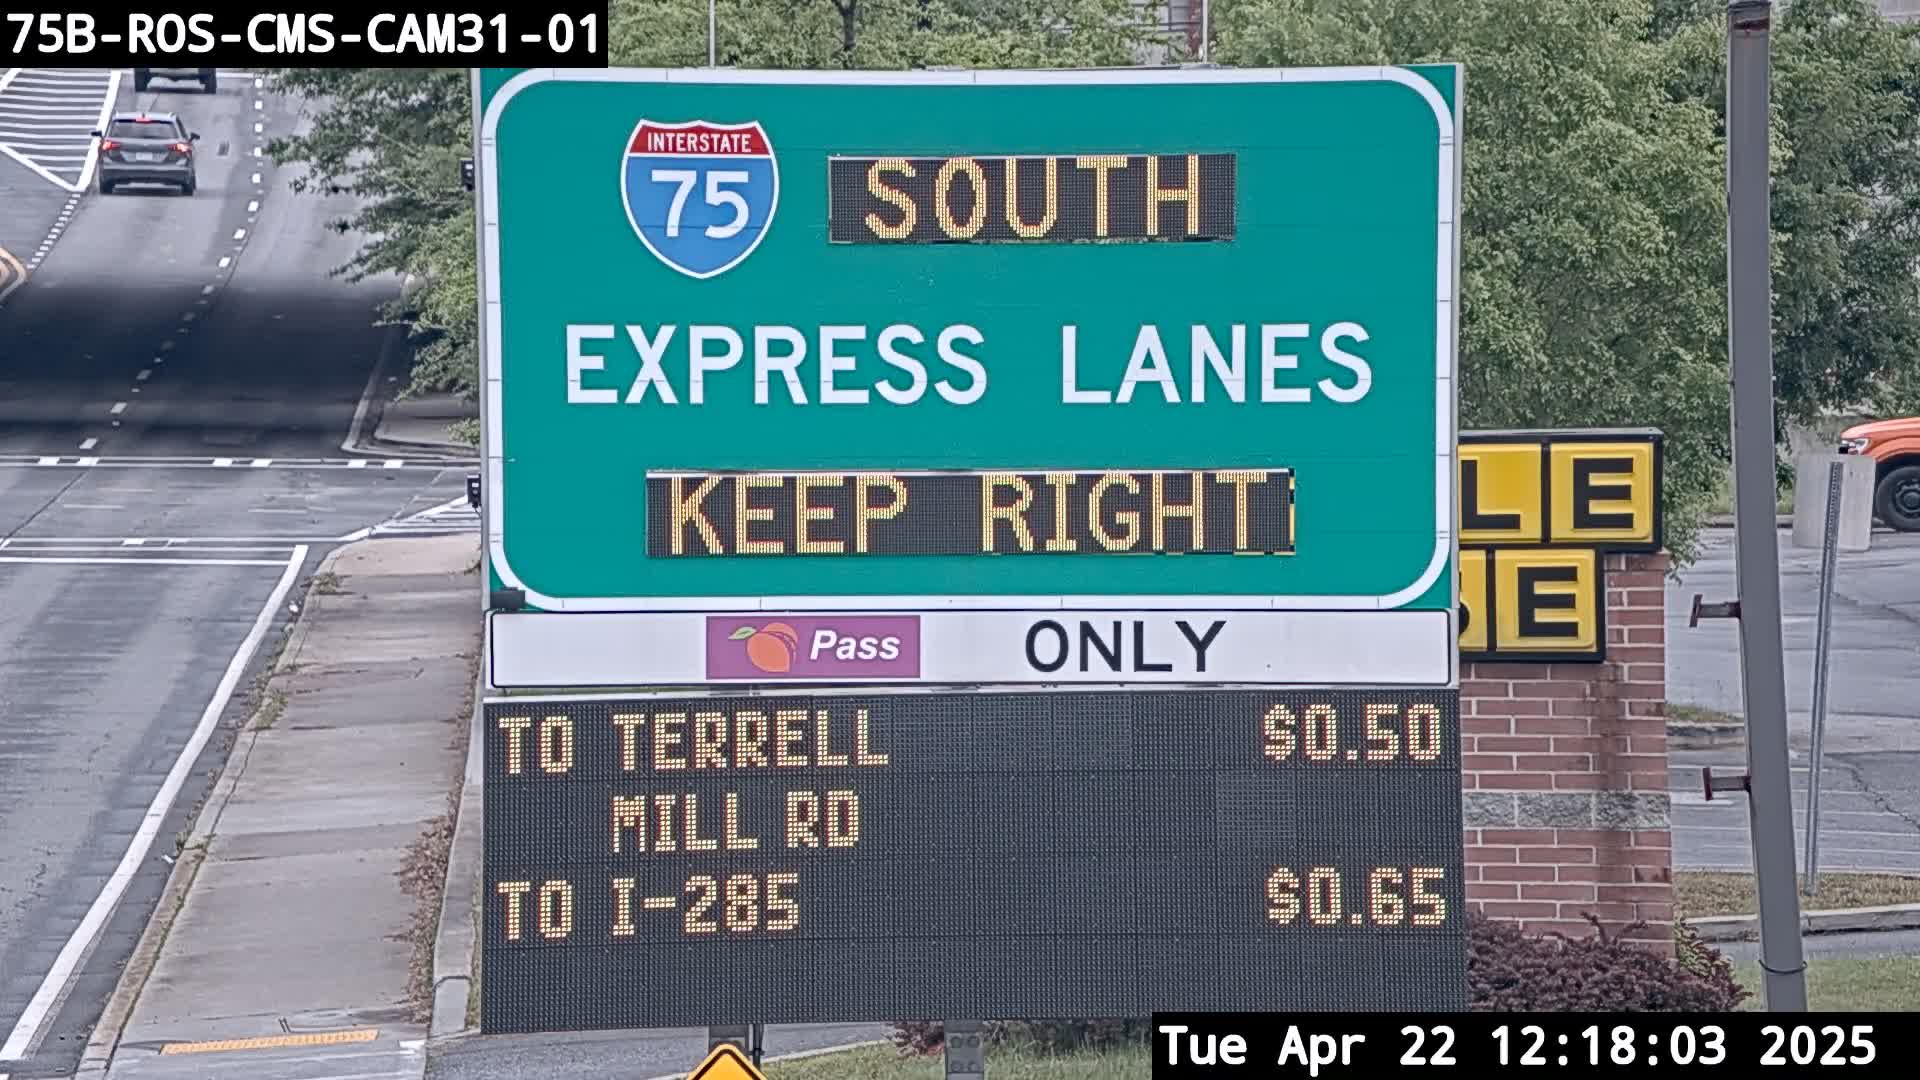 75B-ROS-CMS-CAM31-01
INTERSTATE
75
SOUTH
EXPRESS LANES
KEEP RIGHT
Pass ONLY
TO TERRELL $0.50
MILL RD
TO I-285 $0.65
LE
E
Tue Apr 22 12:18:03 2025